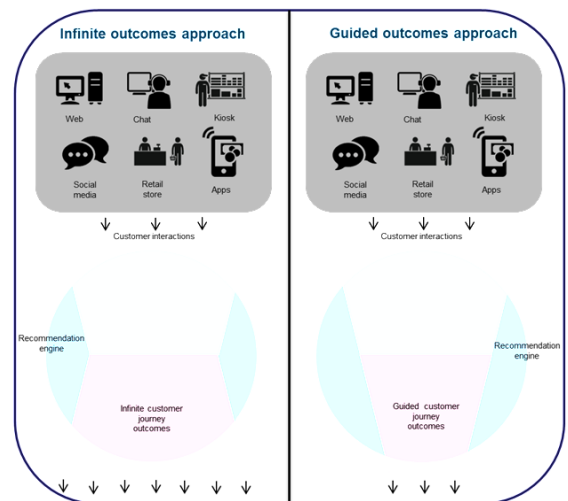 Infinite outcomes approach
Web
Chat
Kiosk
Social
media
Retail
store
Apps
Customer interactions
Recommendation
engine
Infinite customer
journey
outcomes
Guided outcomes approach
Web
Chat
Kiosk
Social
media
Retail
store
Apps
Customer interactions
Recommendation
engine
Guided customer
journey
outcomes